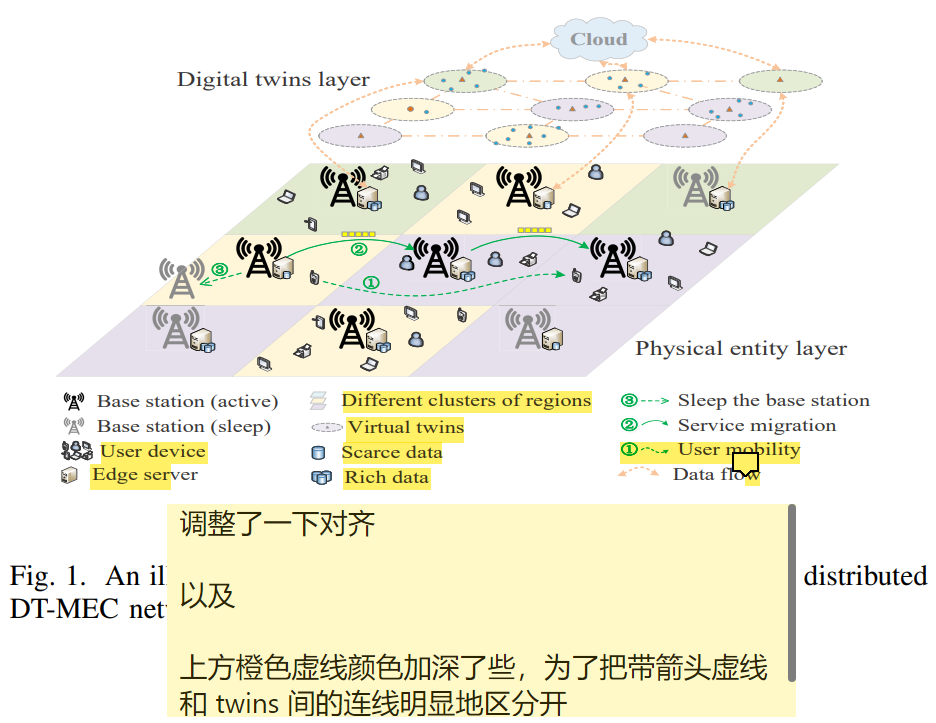 Cloud
Digital twins layer
②
③
①
Physical entity layer
Base station (active)
Base station (sleep)
User device
Edge server
Different clusters of regions
Virtual twins
Scarce data
Rich data
③ Sleep the base station
② Service migration
① User mobility
Data flow
调整了一下对齐
以及
上方橙色虚线颜色加深了些，为了把带箭头虚线
和 twins 间的连线明显地区分开
Fig. 1. An distributed
DT-MEC